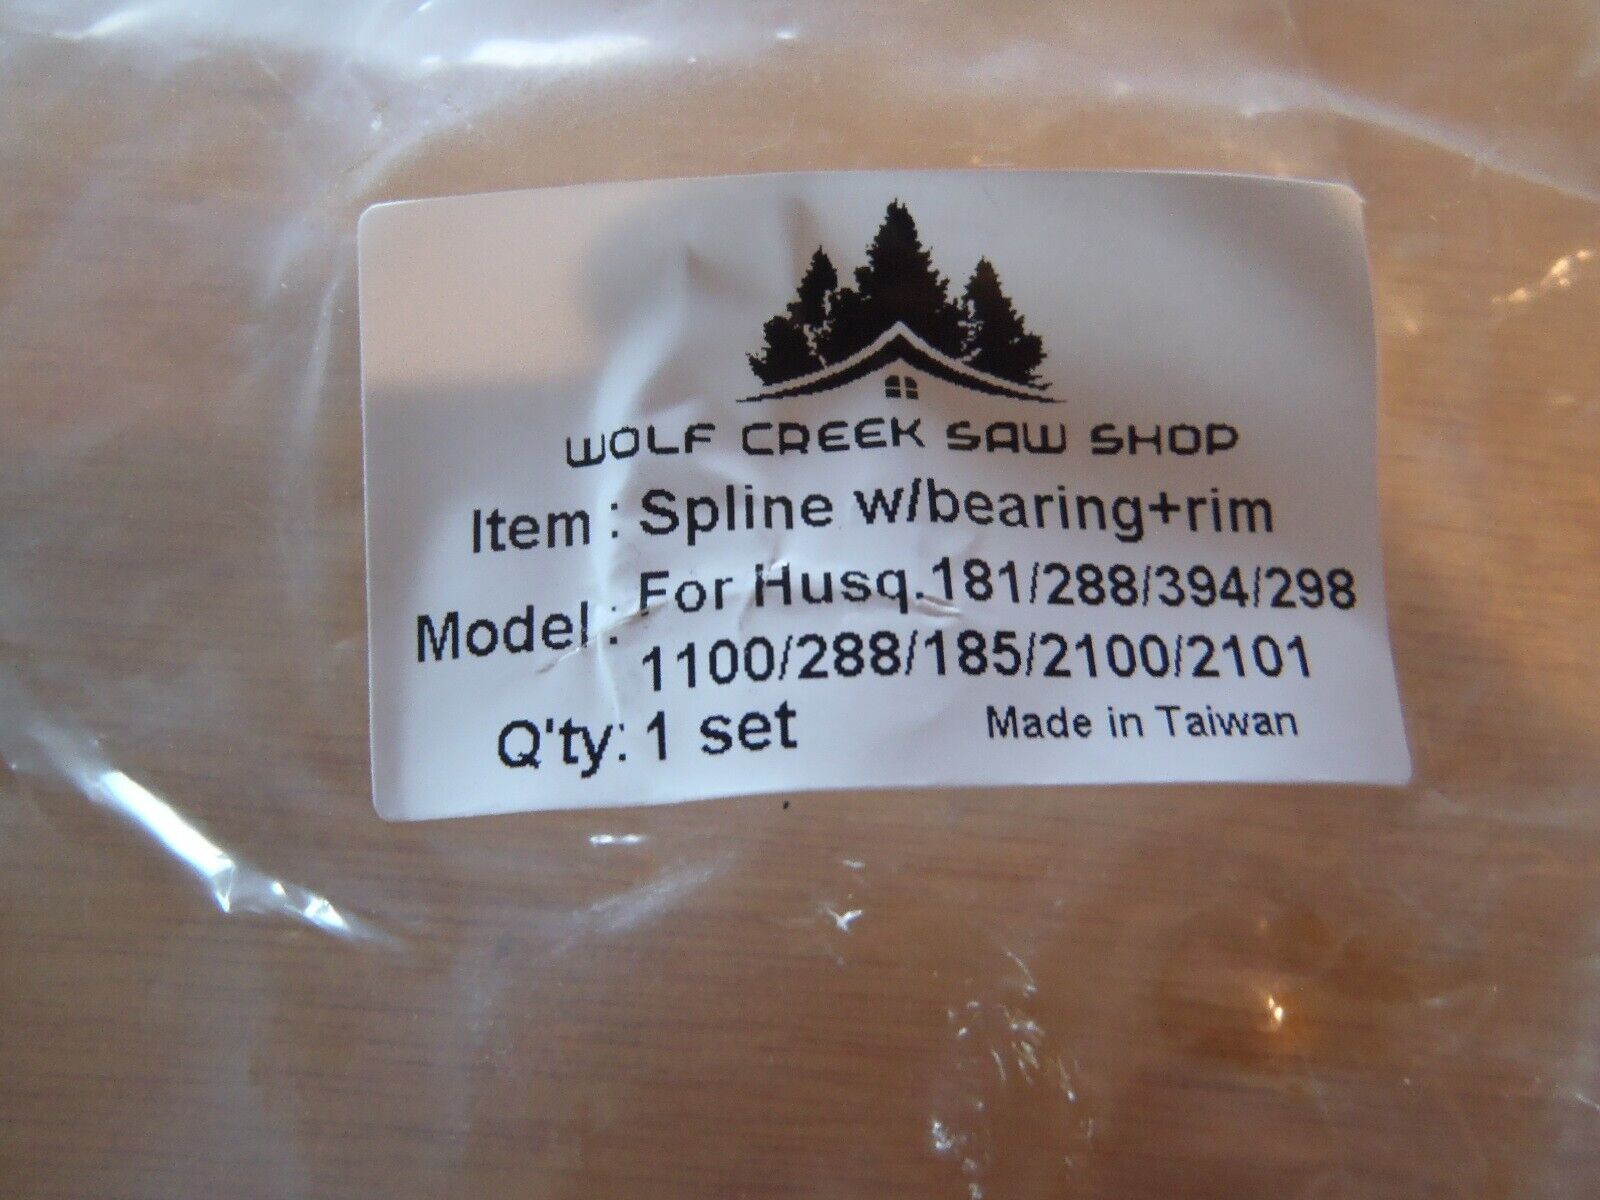 WOLF CREEK SAW SHOP
Item : Spline w/bearing+rim
Model : For Husq.181/288/394/298
1100/288/185/2100/2101
Q'ty: 1 set Made in Taiwan